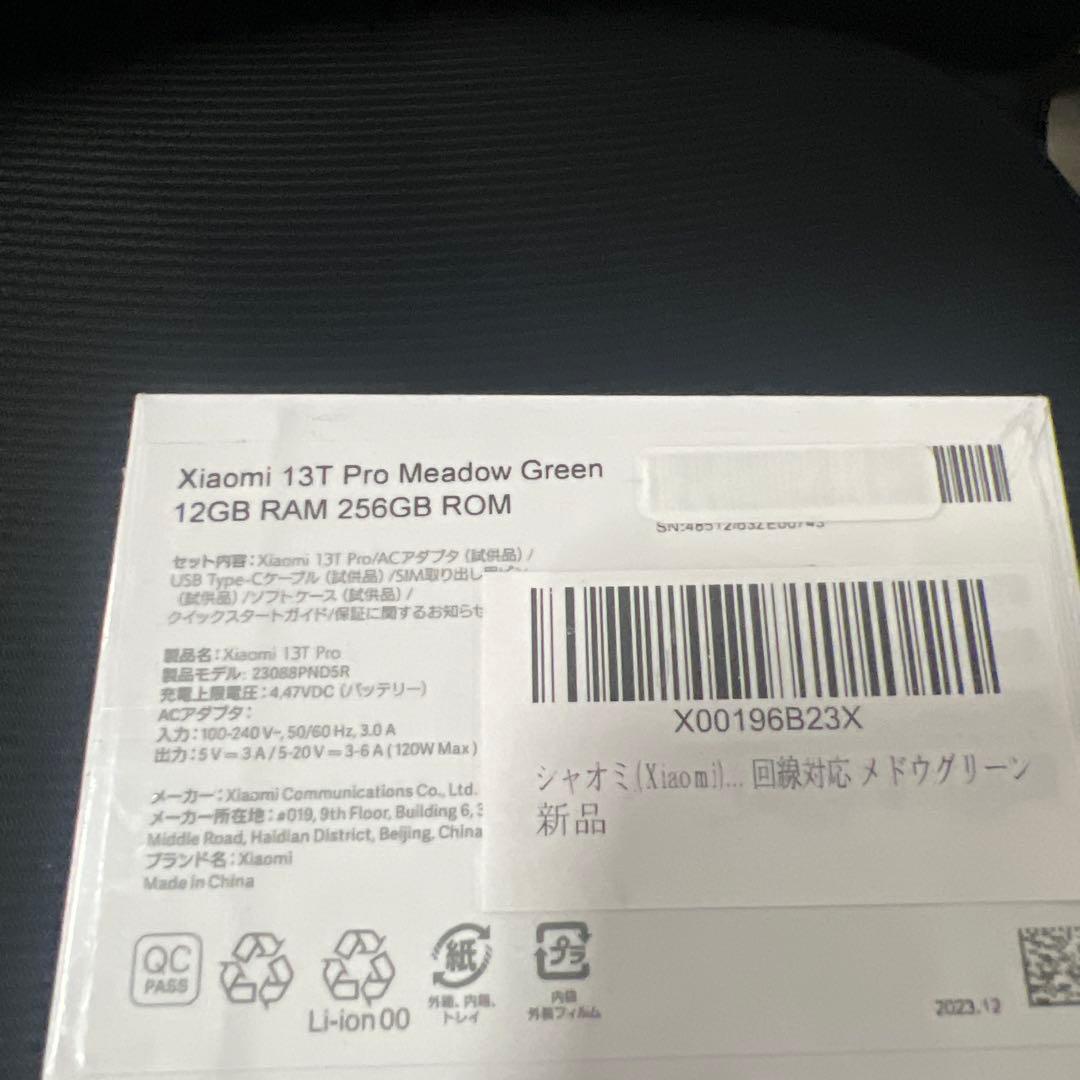 Xiaomi 13T Pro Meadow Green
12GB RAM 256GB ROM
セット内容：Xiaomi 13T Pro/ACアダプタ（試供品）/
USB Type-Cケーブル（試供品）/SIM取り出し
（試供品）/ソフトケース（試供品）/
クイックスタートガイド/保証に関するお知らせ
製品名：Xiaomi 13T Pro
製品モデル: 23088PND5R
充電上限電圧：4.47VDC（バッテリー）
ACアダプタ：
入力：100-240 V~, 50/60 Hz, 3.0 A
出力：5 V⎓3 A / 5-20 V⎓3-6 A ( 120W Max )
メーカー：Xiaomi Communications Co., Ltd.
メーカー所在地：#019, 9th Floor, Building 6, 3
Middle Road, Haidian District, Beijing, China
ブランド名：Xiaomi
Made in China
X00196B23X
シャオミ(Xiaomi)... 回線対応 メドウグリーン
新品
QC
PASS
Li-ion 00
紙
外箱、内箱、
トレイ
プラ
内袋
外装フィルム
2023.12